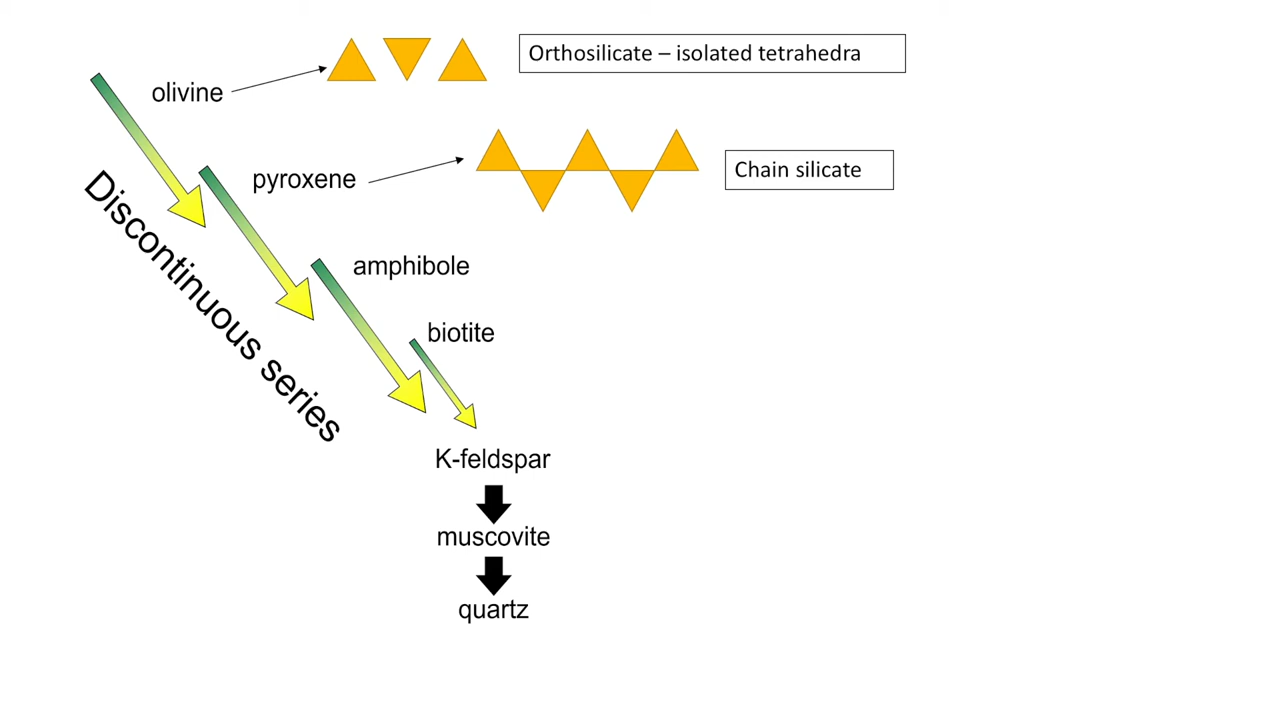 Orthosilicate – isolated tetrahedra
olivine
Chain silicate
pyroxene
Discontinuous series
amphibole
biotite
K-feldspar
muscovite
quartz